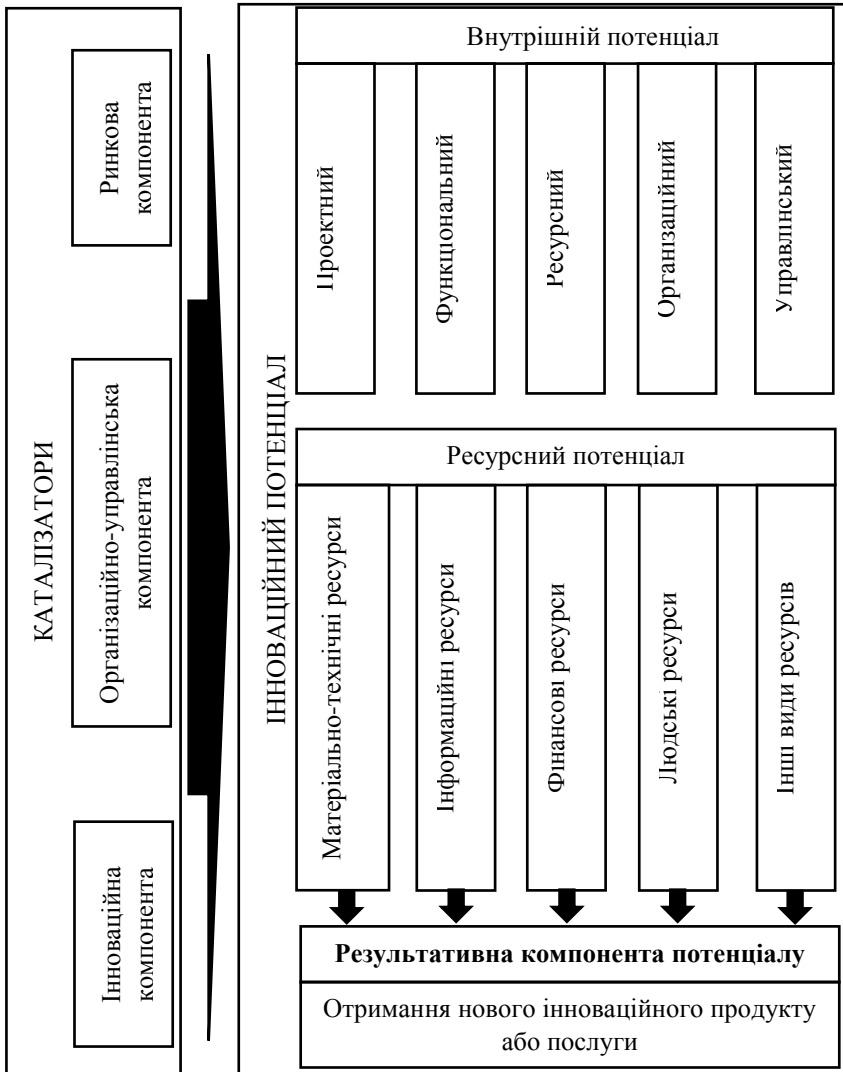 КАТАЛІЗАТОРИ
Ринкова
компонента
Організаційно-управлінська
компонента
Інноваційна
компонента
ІННОВАЦІЙНИЙ ПОТЕНЦІАЛ
Внутрішній потенціал
Проектний
Функціональний
Ресурсний
Організаційний
Управлінський
Ресурсний потенціал
Матеріально-технічні ресурси
Інформаційні ресурси
Фінансові ресурси
Людські ресурси
Інші види ресурсів
Результативна компонента потенціалу
Отримання нового інноваційного продукту
або послуги